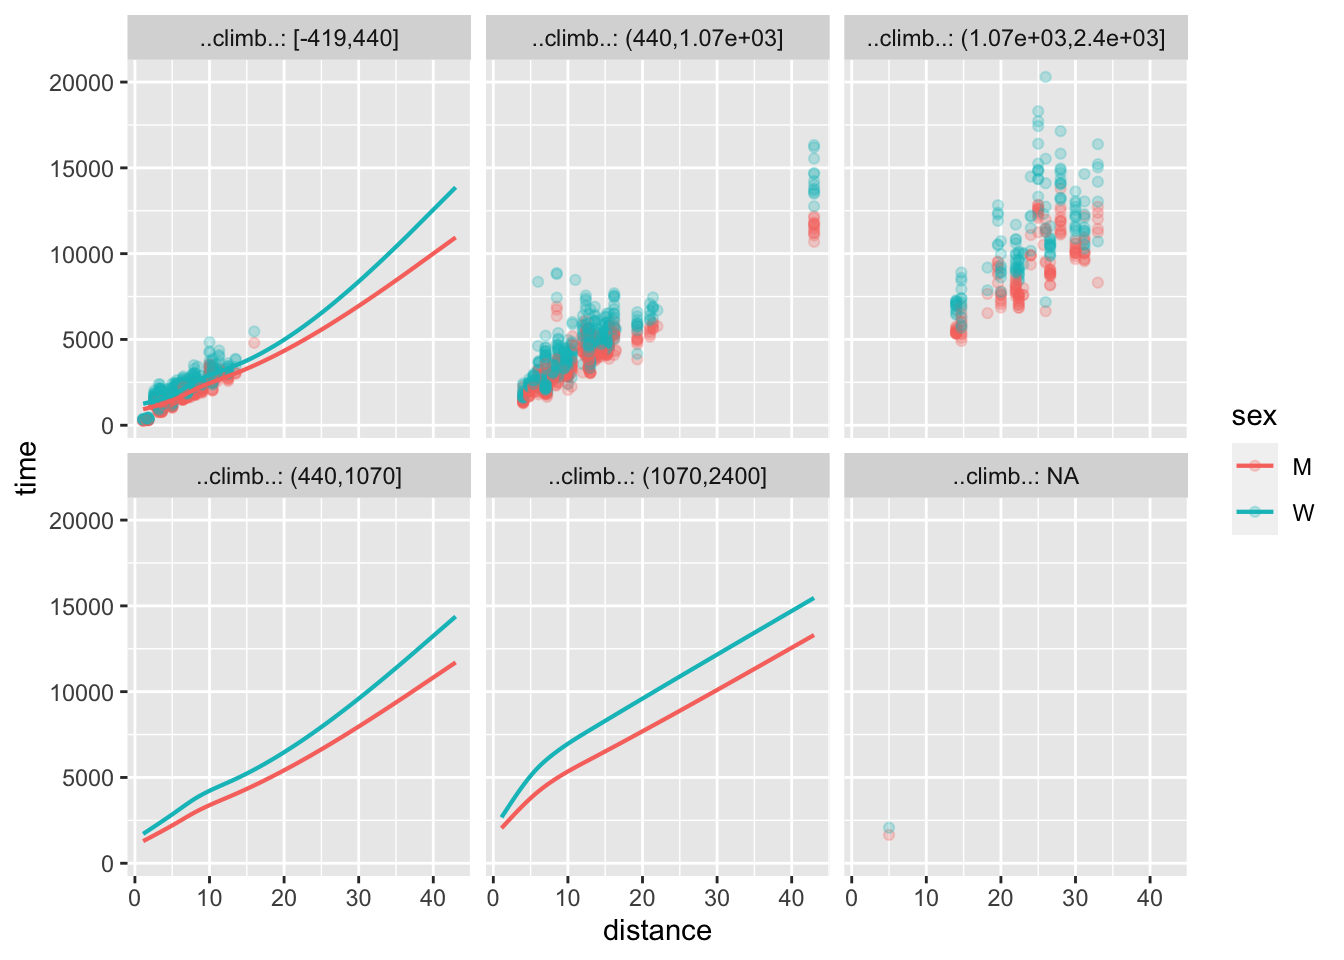 ..climb..: [-419,440]
..climb..: (440,1.07e+03]
..climb..: (1.07e+03,2.4e+03]
20000
15000
10000
5000
0
..climb..: (440,1070]
..climb..: (1070,2400]
..climb..: NA
20000
15000
10000
5000
0
0 10 20 30 40
0 10 20 30 40
0 10 20 30 40
distance
time
sex
M
W